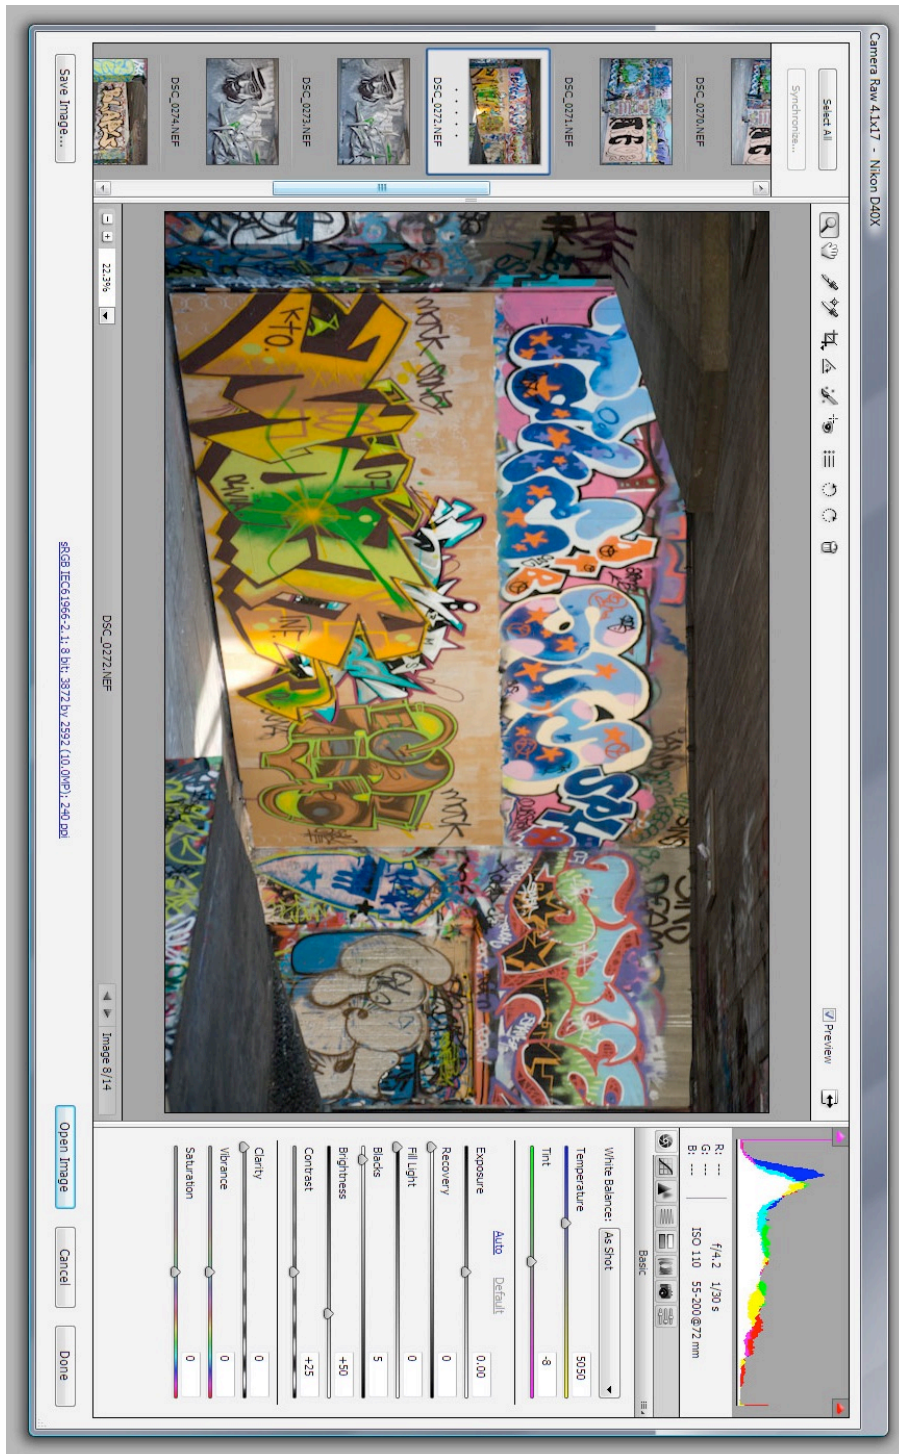 Camera Raw 4.1x17 - Nikon D40X
Select All
Synchronize...
DSC_0270.NEF
DSC_0271.NEF
DSC_0272.NEF
DSC_0273.NEF
DSC_0274.NEF
Preview
KTO
SPT
INF
22.3%
DSC_0272.NEF
Image 8/14
R: ---
G: ---
B: ---
f/4.2 1/30 s
ISO 110 55-200@72 mm
Basic
White Balance: As Shot
Temperature 5050
Tint -8
Auto Default
Exposure 0.00
Recovery 0
Fill Light 0
Blacks 5
Brightness +50
Contrast +25
Clarity 0
Vibrance 0
Saturation 0
Save Image...
sRGB IEC61966-2.1; 8 bit; 3872 by 2592 (10.0MP); 240 ppi
Open Image
Cancel
Done